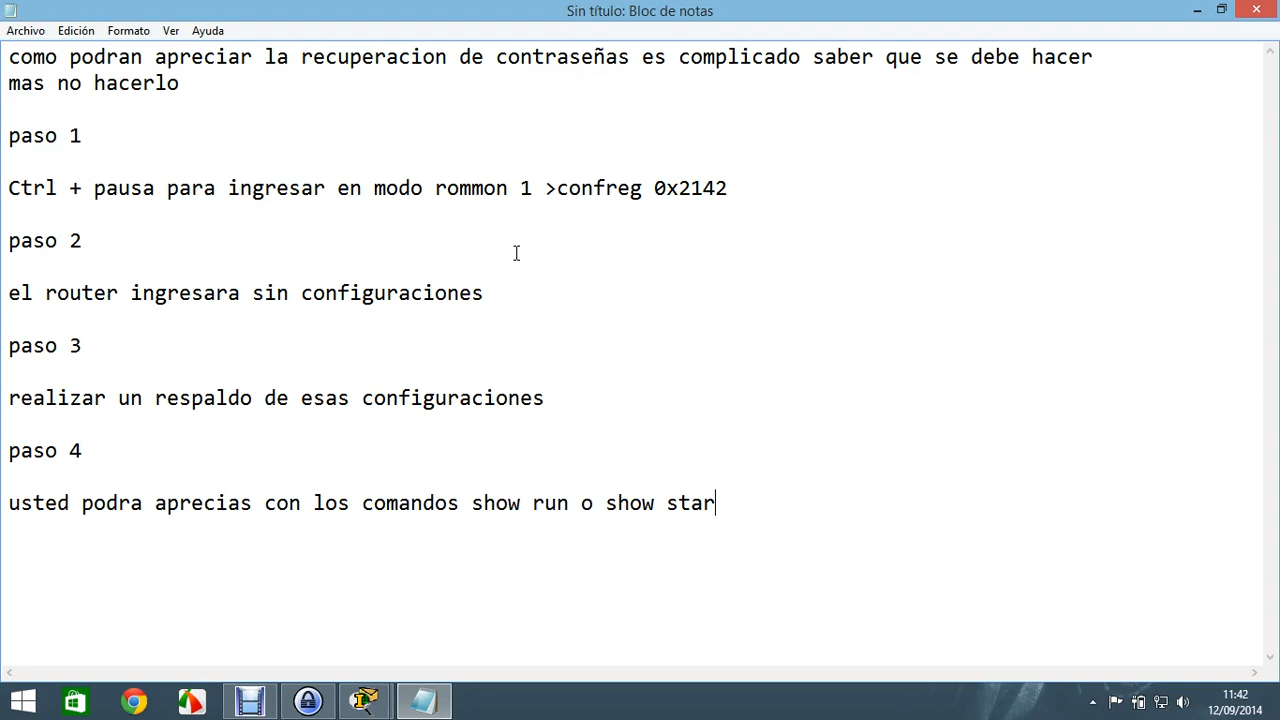 Sin título: Bloc de notas
Archivo Edición Formato Ver Ayuda
como podran apreciar la recuperacion de contraseñas es complicado saber que se debe hacer
mas no hacerlo
paso 1
Ctrl + pausa para ingresar en modo rommon 1 >confreg 0x2142
paso 2
el router ingresara sin configuraciones
paso 3
realizar un respaldo de esas configuraciones
paso 4
usted podra aprecias con los comandos show run o show star
11:42
12/09/2014